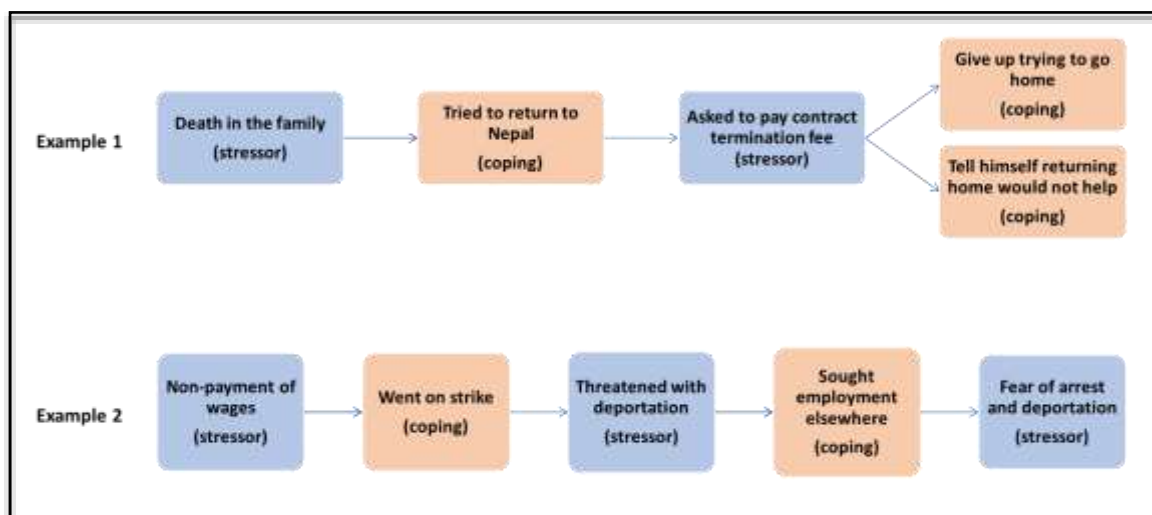 Example 1
Death in the family
(stressor)
Tried to return to
Nepal
(coping)
Asked to pay contract
termination fee
(stressor)
Give up trying to go
home
(coping)
Tell himself returning
home would not help
(coping)
Example 2
Non-payment of
wages
(stressor)
Went on strike
(coping)
Threatened with
deportation
(stressor)
Sought
employment
elsewhere
(coping)
Fear of arrest
and deportation
(stressor)